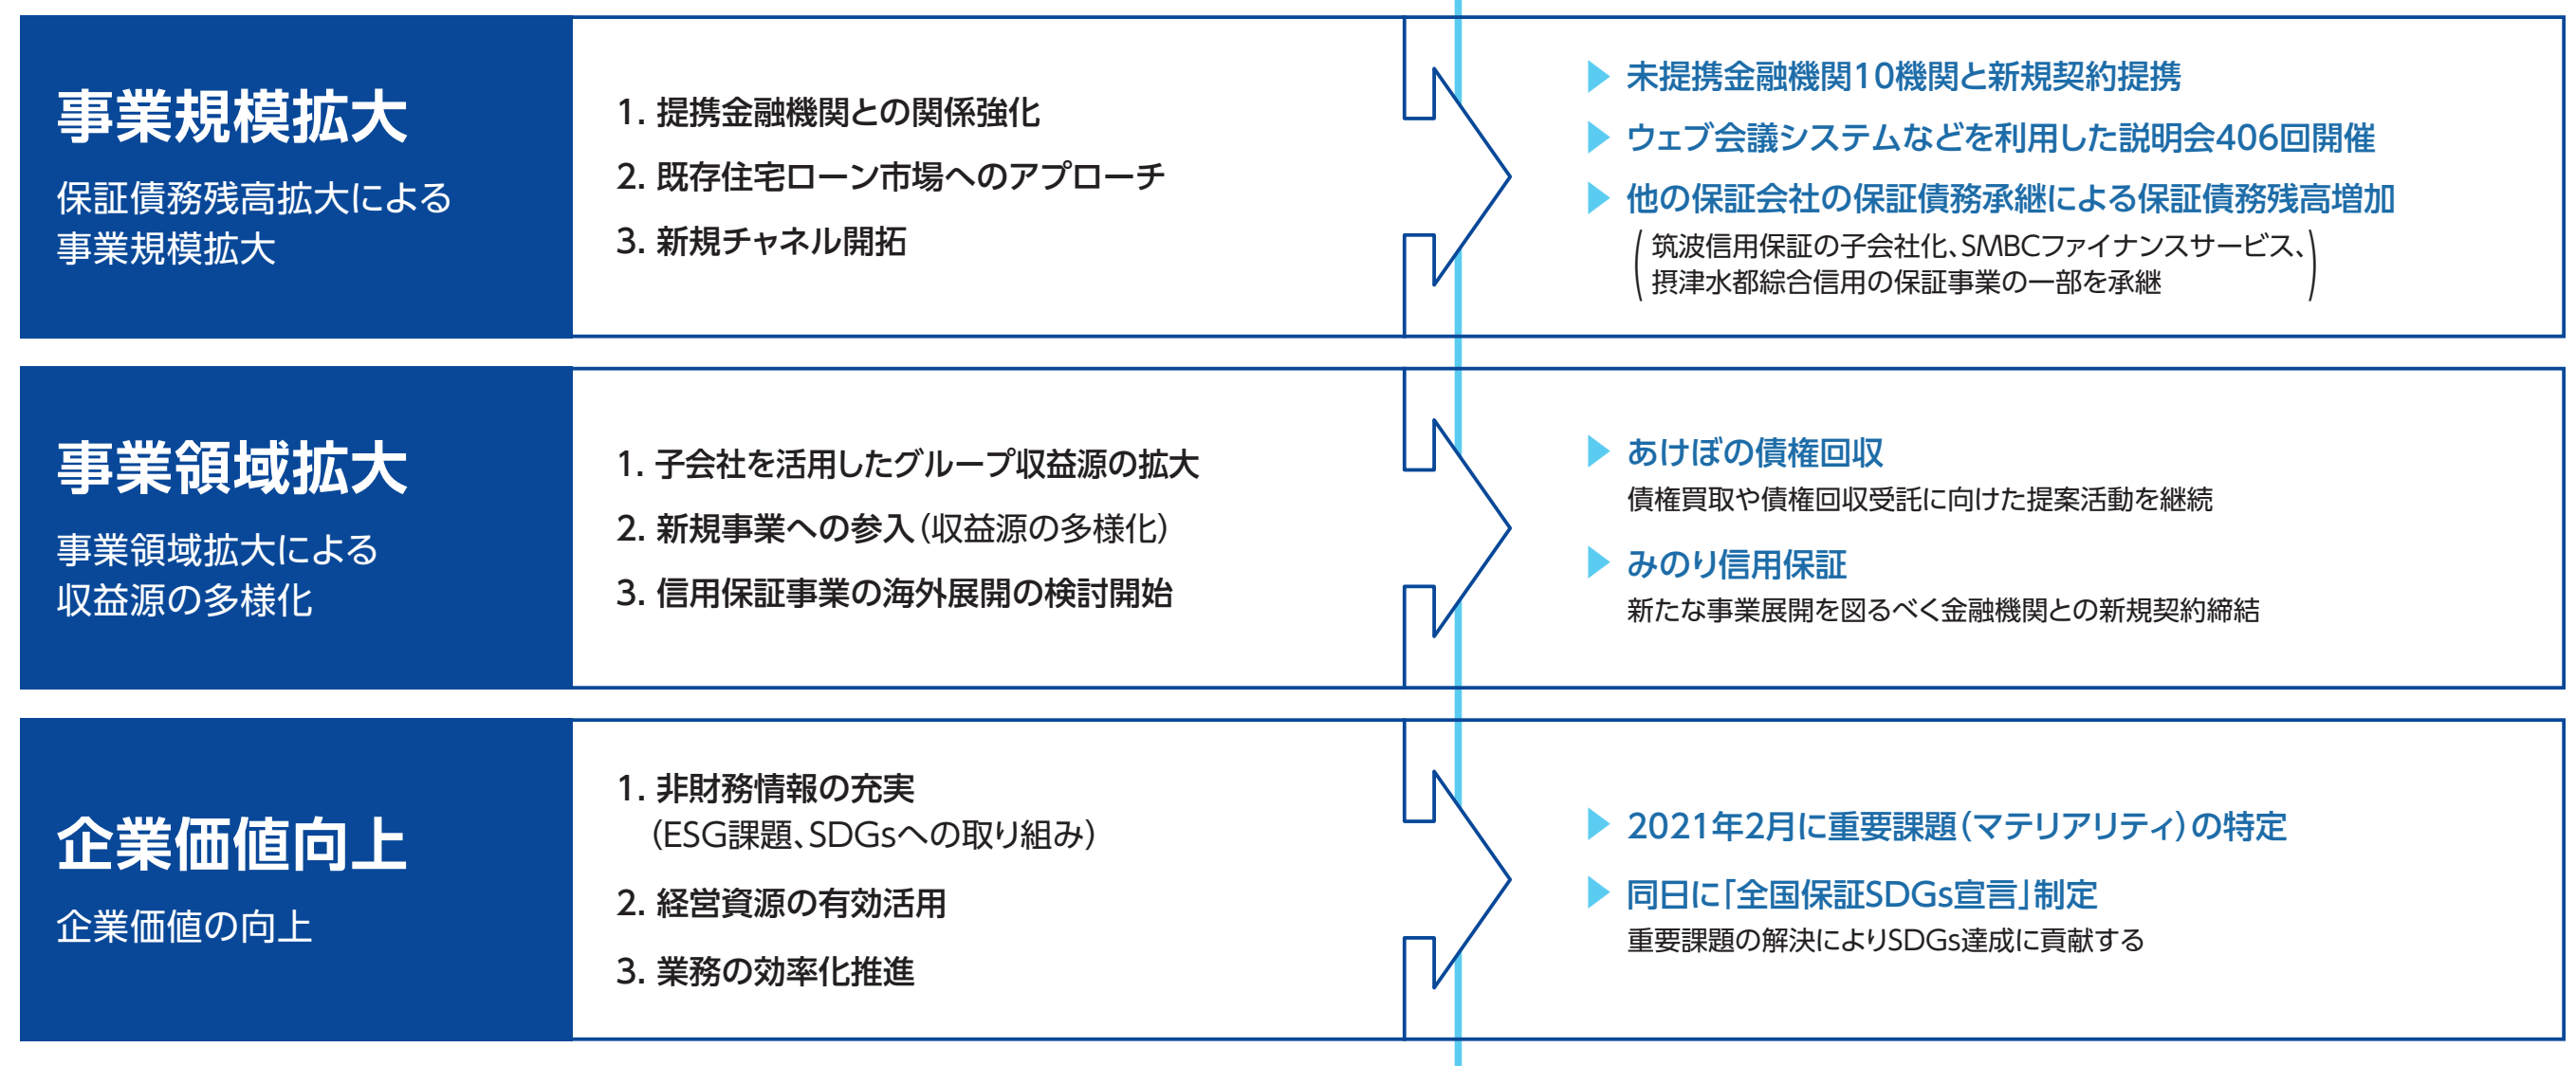 事業規模拡大
保証債務残高拡大による
事業規模拡大
1. 提携金融機関との関係強化
2. 既存住宅ローン市場へのアプローチ
3. 新規チャネル開拓
未提携金融機関10機関と新規契約提携
ウェブ会議システムなどを利用した説明会406回開催
他の保証会社の保証債務承継による保証債務残高増加
(筑波信用保証の子会社化、SMBCファイナンスサービス、
摂津水都綜合信用の保証事業の一部を承継)
事業領域拡大
事業領域拡大による
収益源の多様化
1. 子会社を活用したグループ収益源の拡大
2. 新規事業への参入（収益源の多様化）
3. 信用保証事業の海外展開の検討開始
あけぼの債権回収
債権買取や債権回収受託に向けた提案活動を継続
みのり信用保証
新たな事業展開を図るべく金融機関との新規契約締結
企業価値向上
企業価値の向上
1. 非財務情報の充実
（ESG課題、SDGsへの取り組み）
2. 経営資源の有効活用
3. 業務の効率化推進
2021年2月に重要課題（マテリアリティ）の特定
同日に「全国保証SDGs宣言」制定
重要課題の解決によりSDGs達成に貢献する